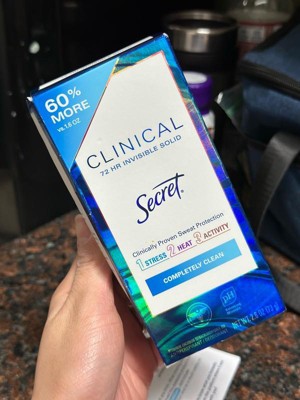 60%
MORE
vs. 1.6 OZ
CLINICAL
72 HR INVISIBLE SOLID
Secret
Clinically Proven Sweat Protection
1 STRESS 2 HEAT 3 ACTIVITY
COMPLETELY CLEAN
pH